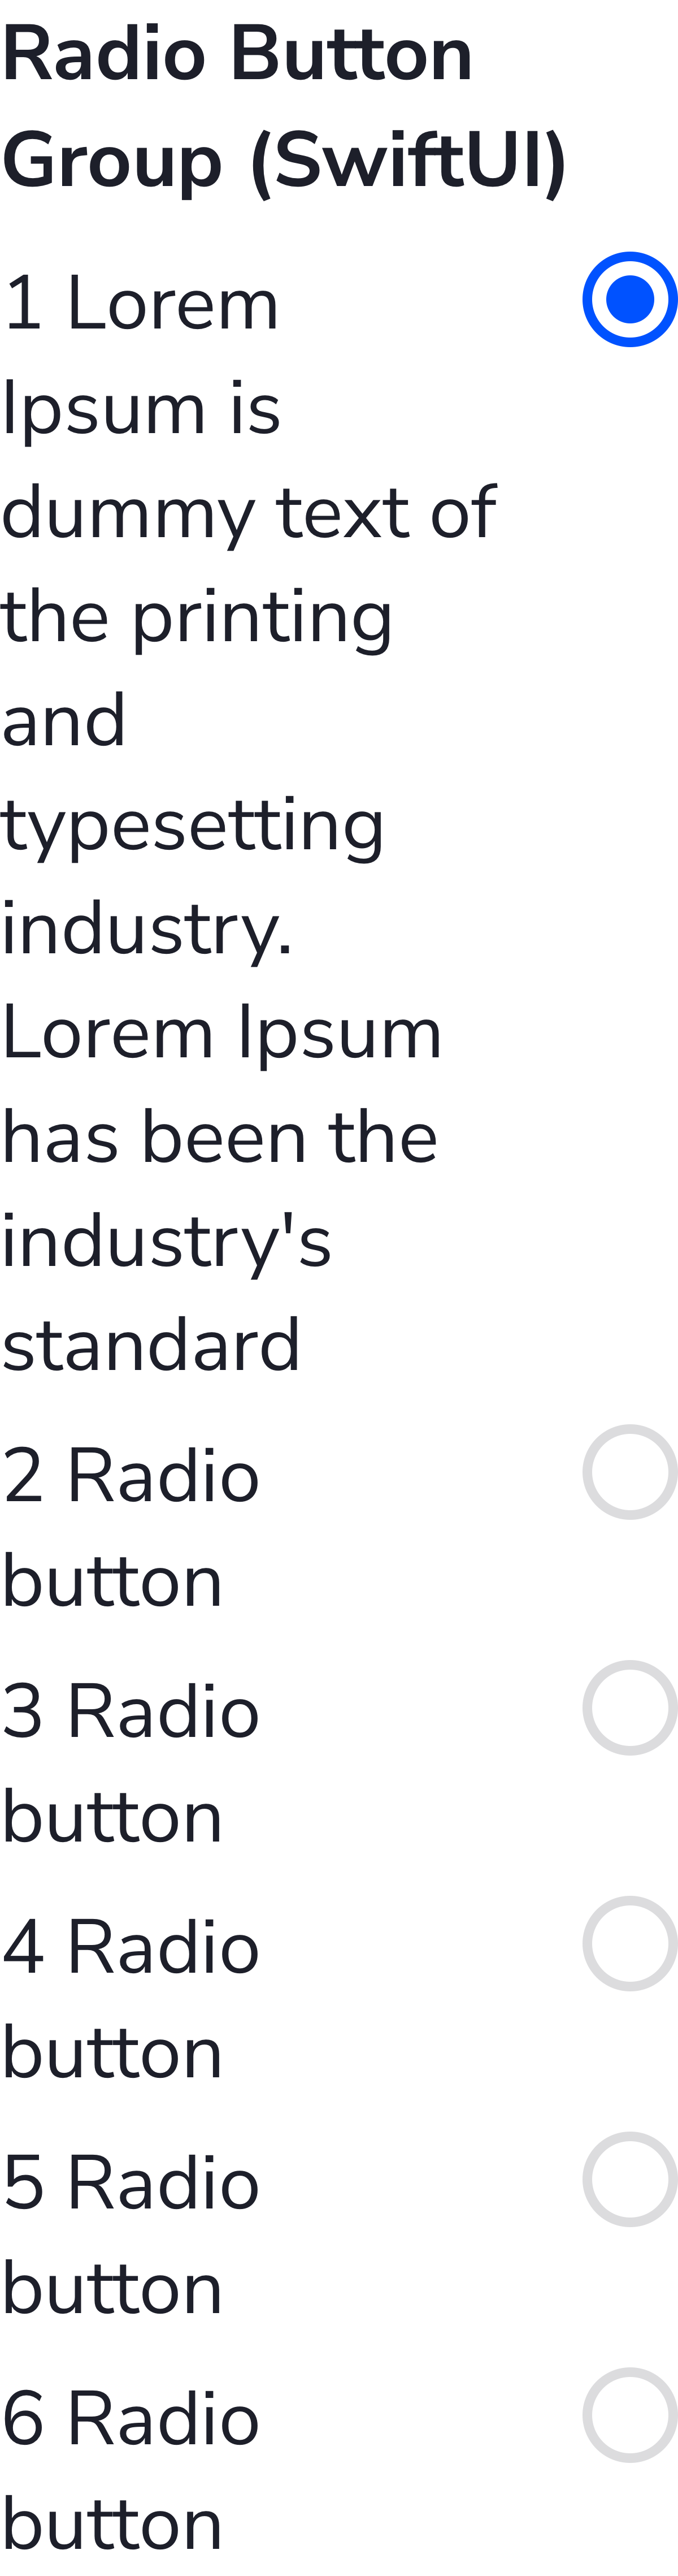 Radio Button
Group (SwiftUI)
1 Lorem
Ipsum is
dummy text of
the printing
and
typesetting
industry.
Lorem Ipsum
has been the
industry's
standard
2 Radio
button
3 Radio
button
4 Radio
button
5 Radio
button
6 Radio
button